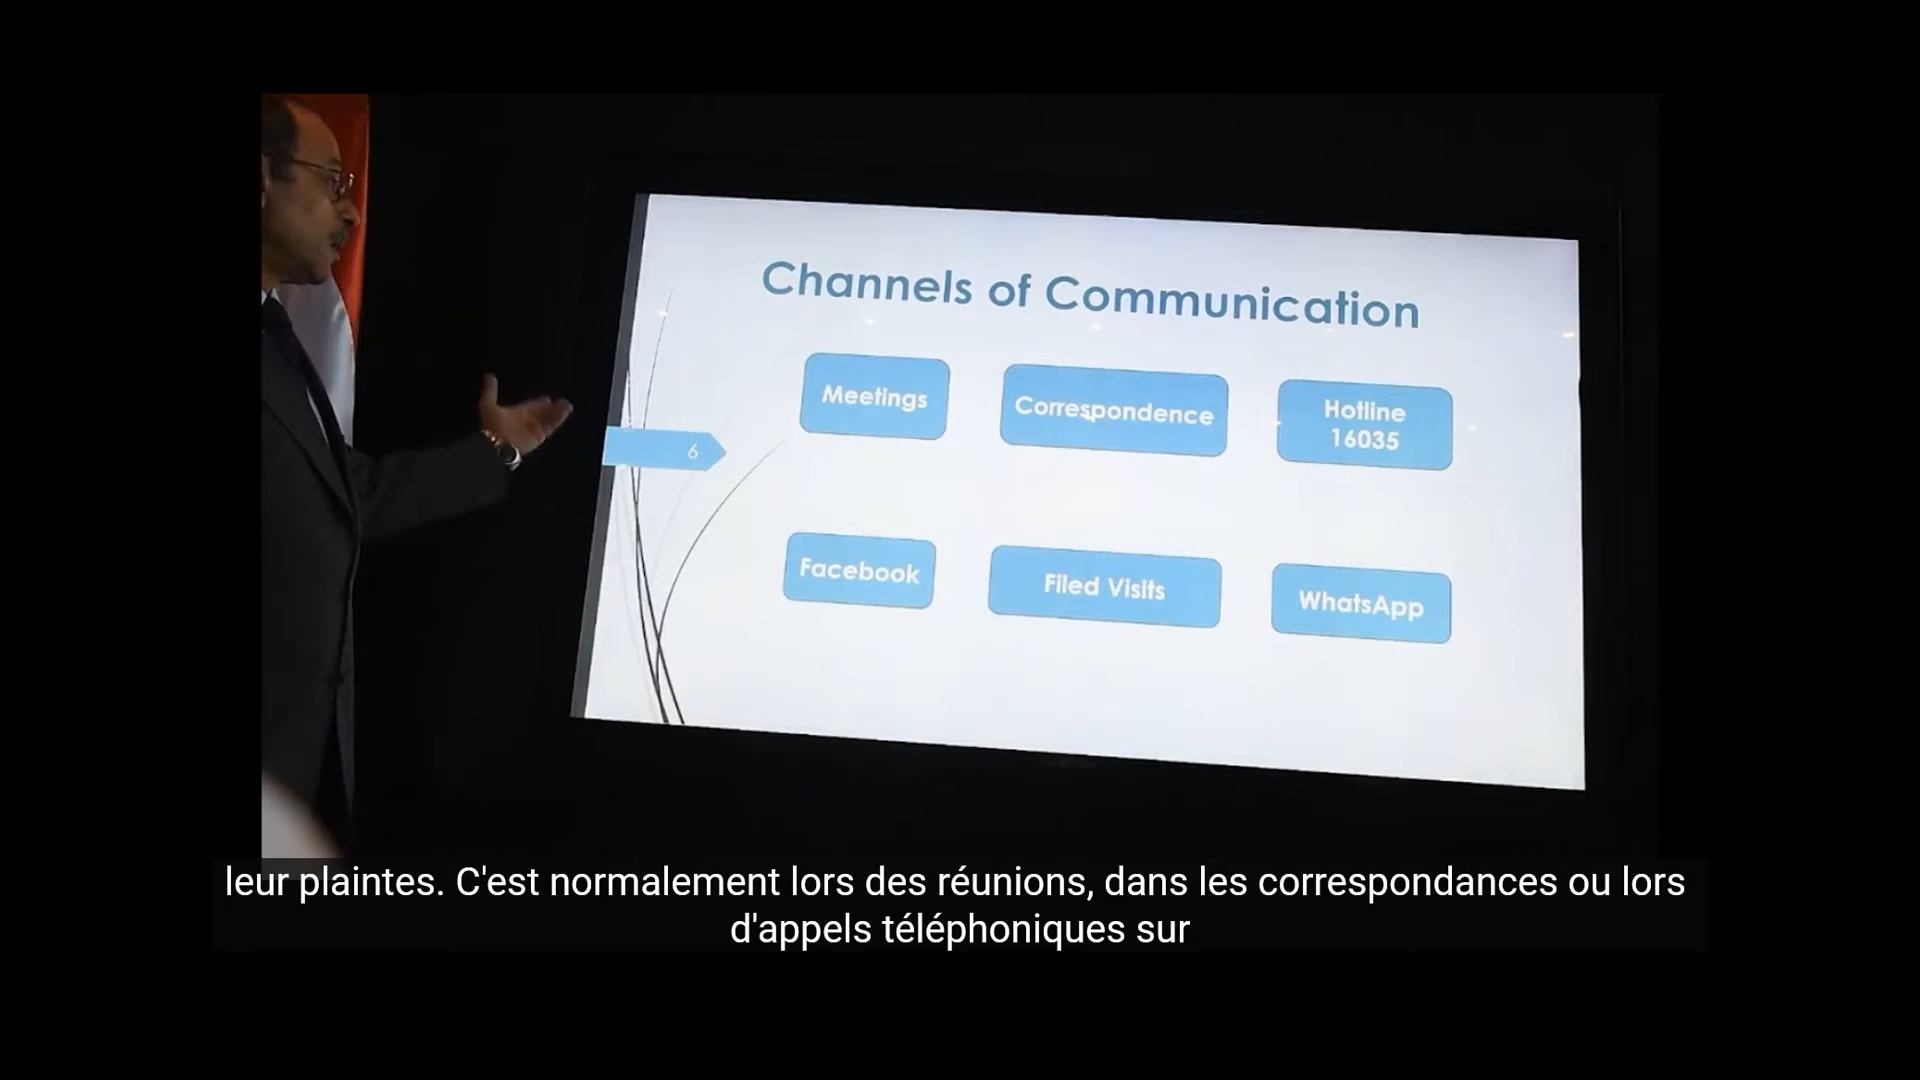 Channels of Communication
Meetings
Correspondence
Hotline
16035
6
Facebook
Filed Visits
WhatsApp
leur plaintes. C'est normalement lors des réunions, dans les correspondances ou lors
d'appels téléphoniques sur